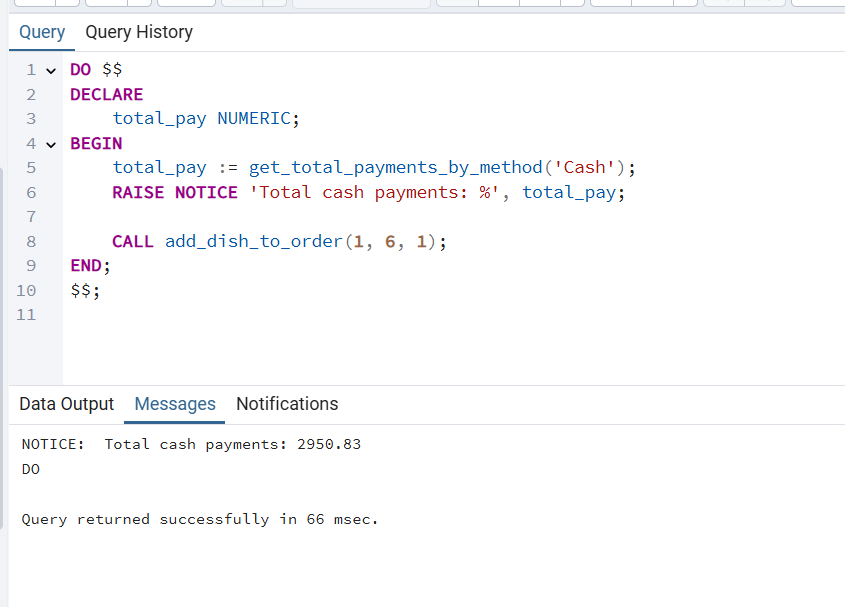 Query Query History
1 DO $$
2 DECLARE
3 total_pay NUMERIC;
4 BEGIN
5 total_pay := get_total_payments_by_method('Cash');
6 RAISE NOTICE 'Total cash payments: %', total_pay;
7
8 CALL add_dish_to_order(1, 6, 1);
9 END;
10 $$;
11
Data Output Messages Notifications
NOTICE:  Total cash payments: 2950.83
DO
Query returned successfully in 66 msec.